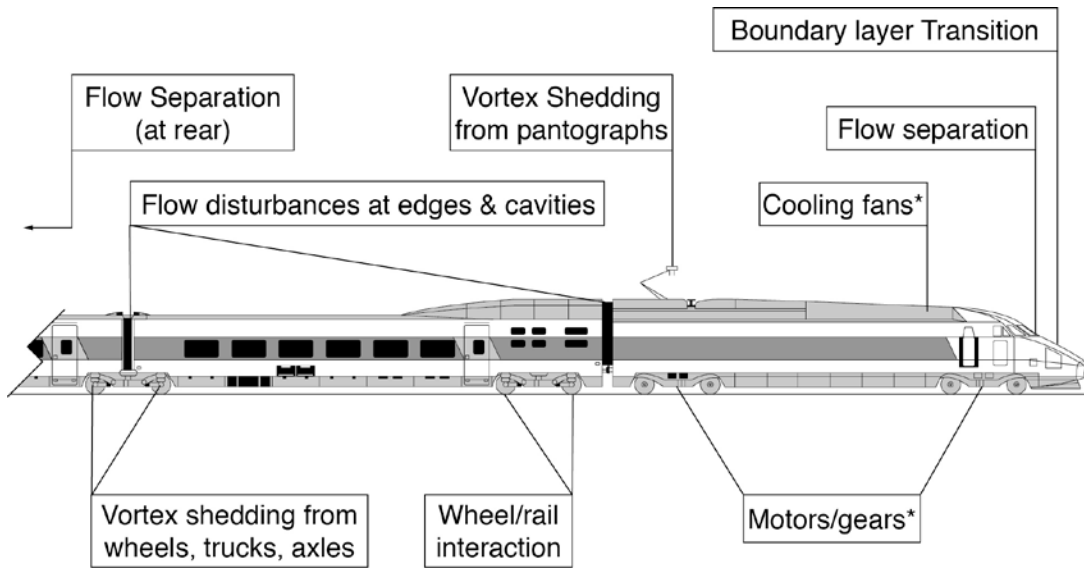 Boundary layer Transition
Flow Separation
(at rear)
Vortex Shedding
from pantographs
Flow separation
Flow disturbances at edges & cavities
Cooling fans*
Vortex shedding from
wheels, trucks, axles
Wheel/rail
interaction
Motors/gears*